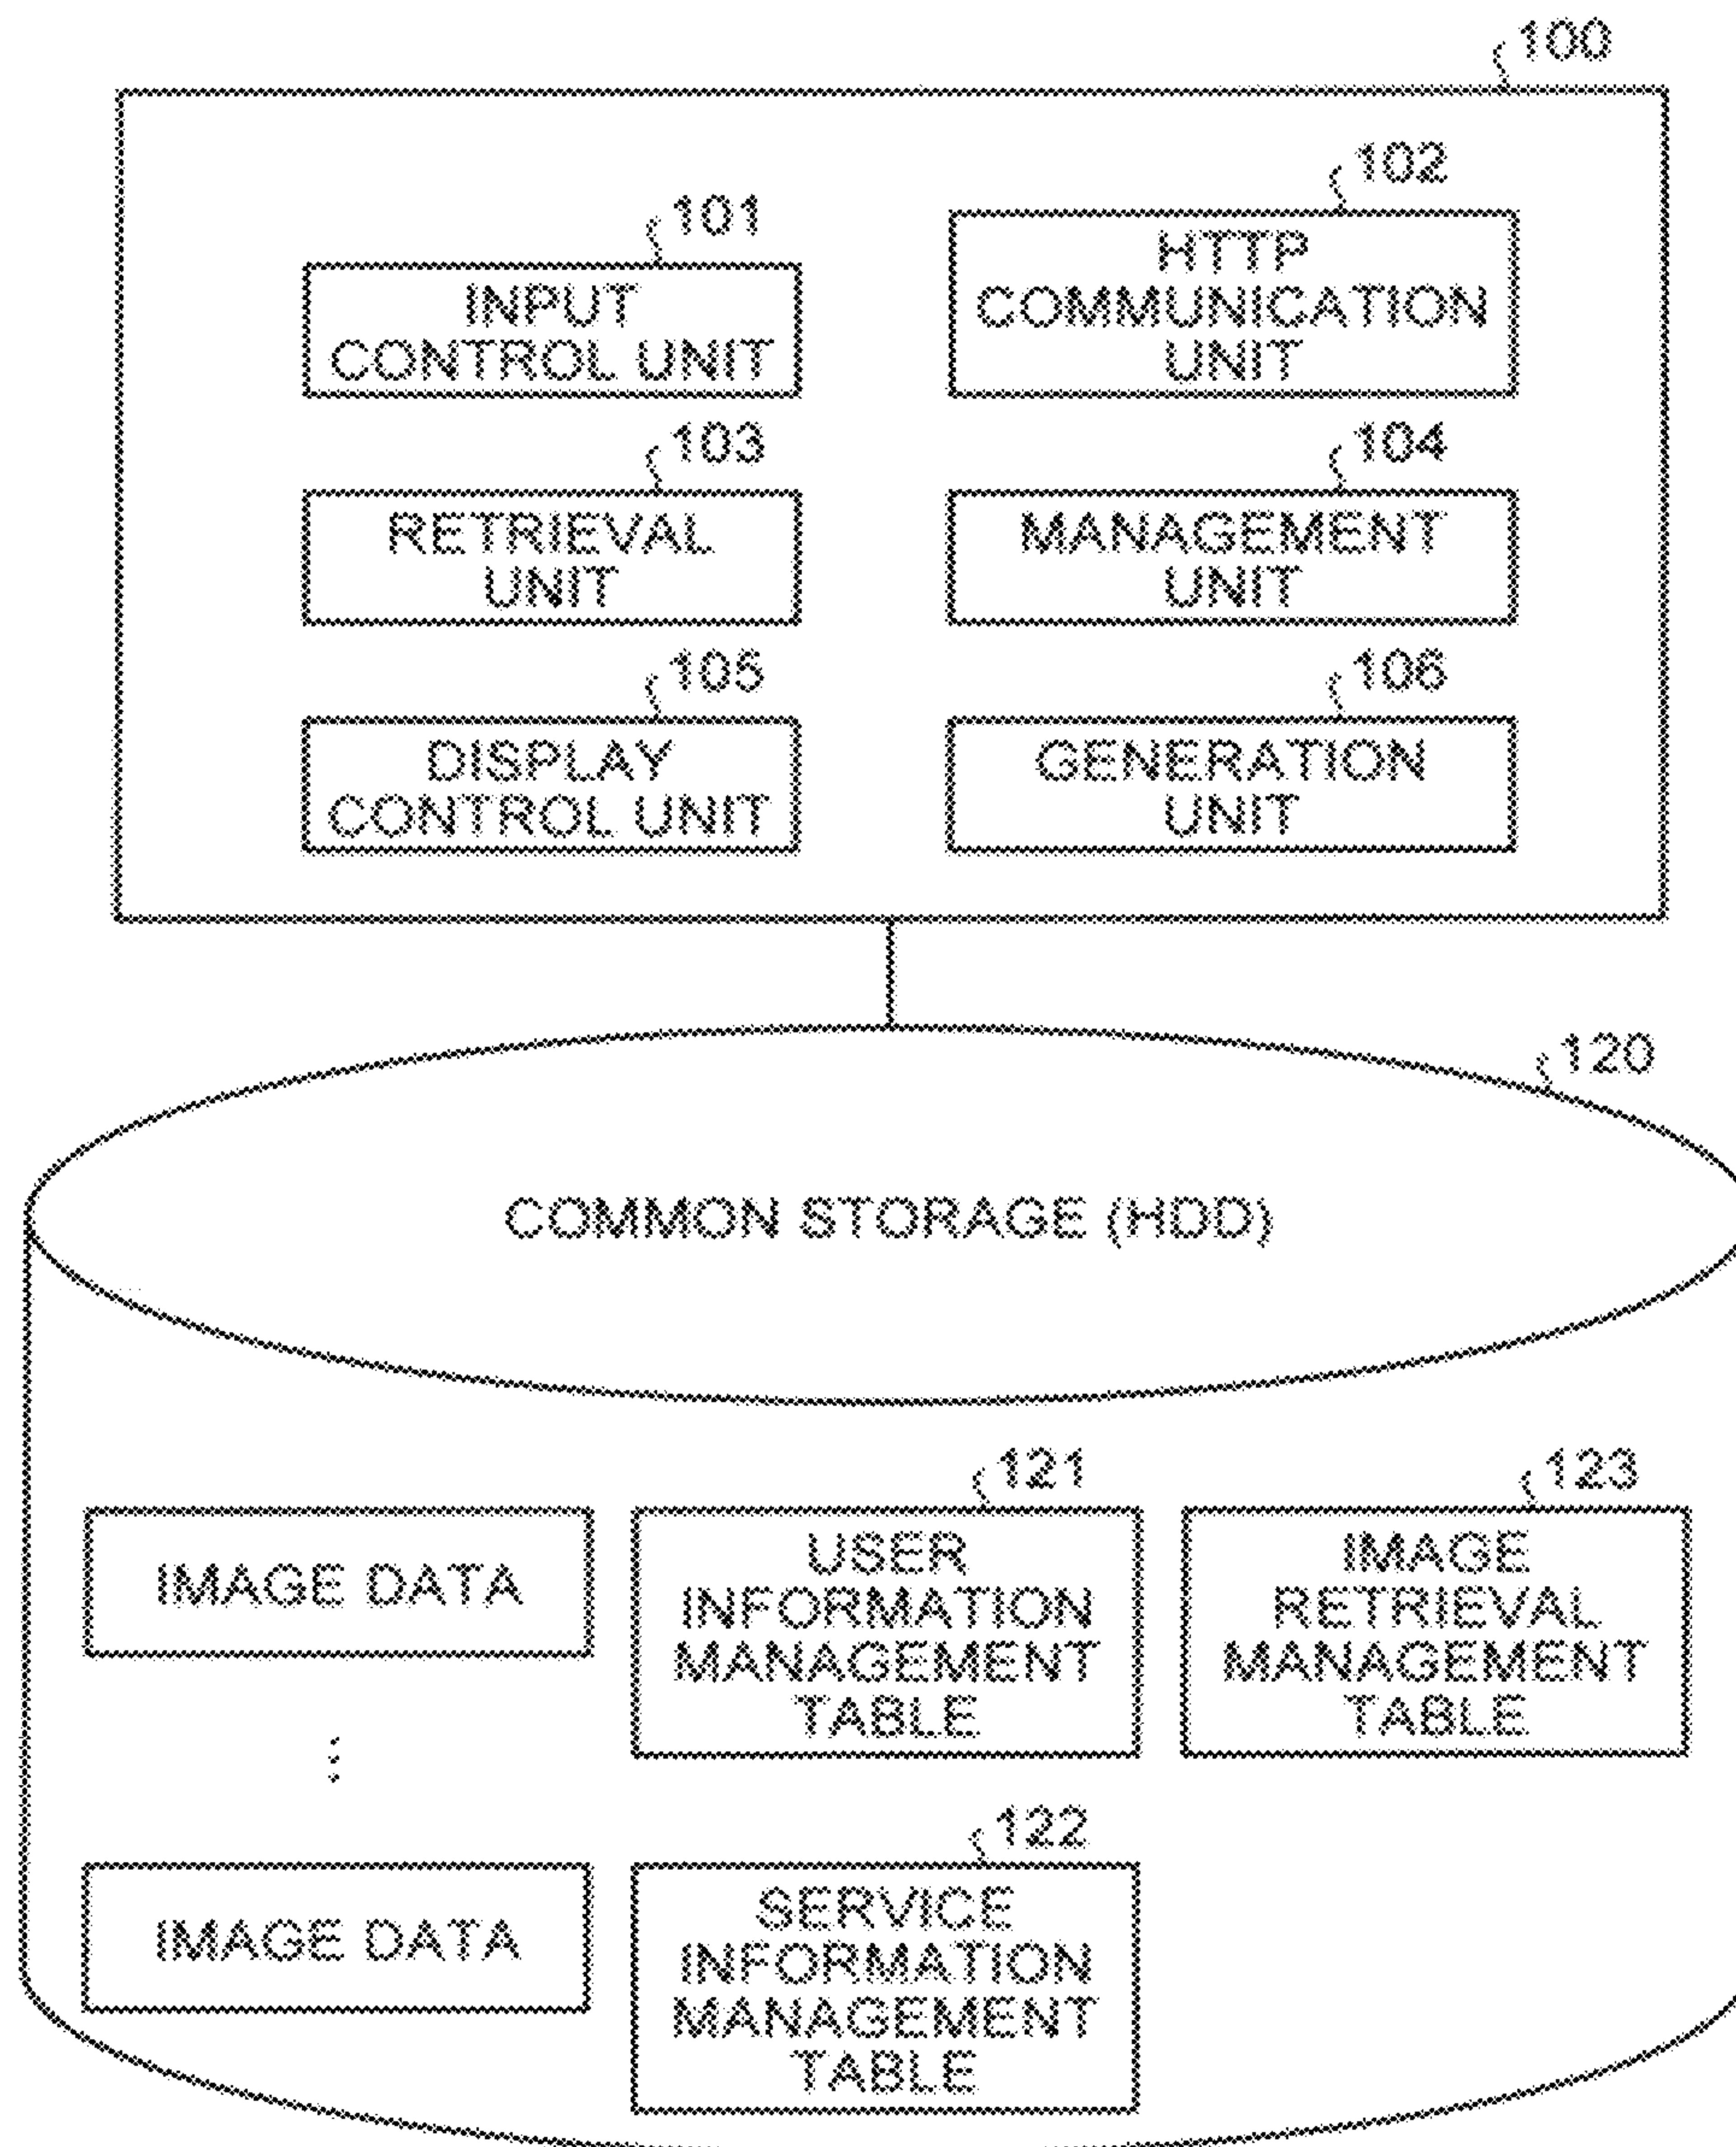 100
101
INPUT
CONTROL UNIT
102
HTTP
COMMUNICATION
UNIT
103
RETRIEVAL
UNIT
104
MANAGEMENT
UNIT
105
DISPLAY
CONTROL UNIT
106
GENERATION
UNIT
120
COMMON STORAGE (HDD)
IMAGE DATA
121
USER
INFORMATION
MANAGEMENT
TABLE
123
IMAGE
RETRIEVAL
MANAGEMENT
TABLE
IMAGE DATA
122
SERVICE
INFORMATION
MANAGEMENT
TABLE